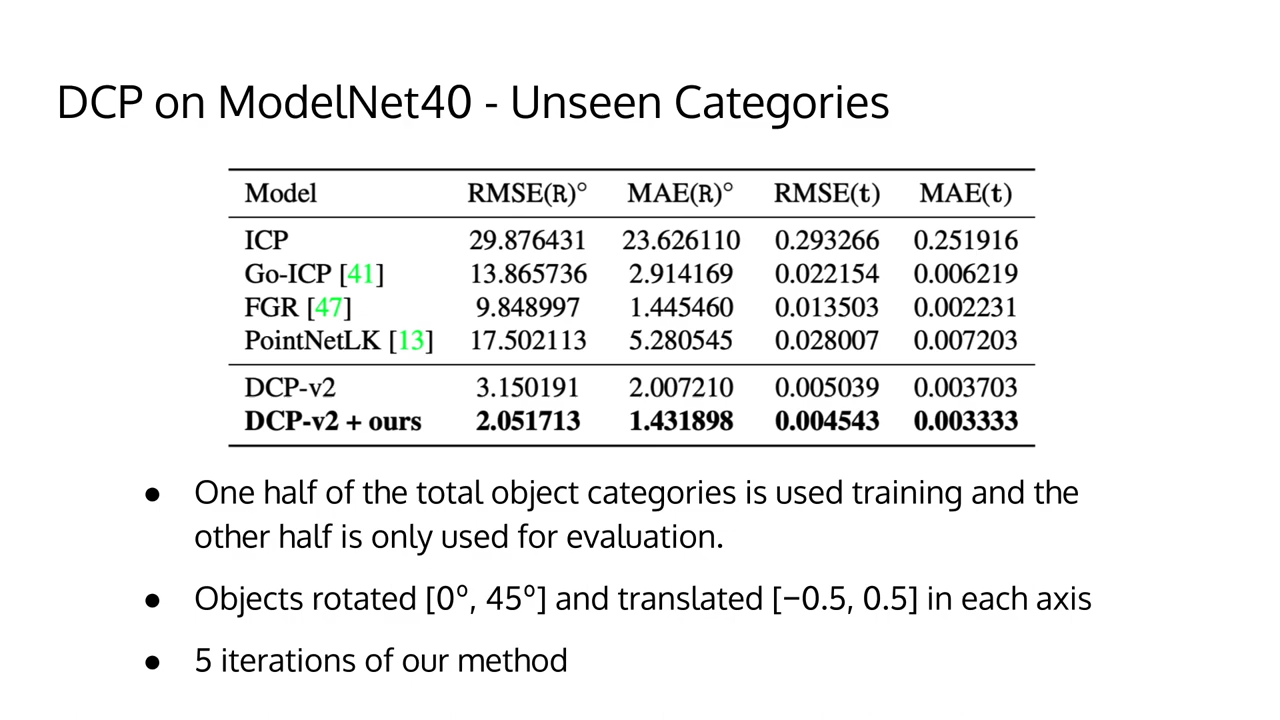 DCP on ModelNet40 - Unseen Categories
Model RMSE(R)° MAE(R)° RMSE(t) MAE(t)
ICP 29.876431 23.626110 0.293266 0.251916
Go-ICP [41] 13.865736 2.914169 0.022154 0.006219
FGR [47] 9.848997 1.445460 0.013503 0.002231
PointNetLK [13] 17.502113 5.280545 0.028007 0.007203
DCP-v2 3.150191 2.007210 0.005039 0.003703
DCP-v2 + ours 2.051713 1.431898 0.004543 0.003333
● One half of the total object categories is used training and the
other half is only used for evaluation.
● Objects rotated [0º, 45º] and translated [−0.5, 0.5] in each axis
● 5 iterations of our method